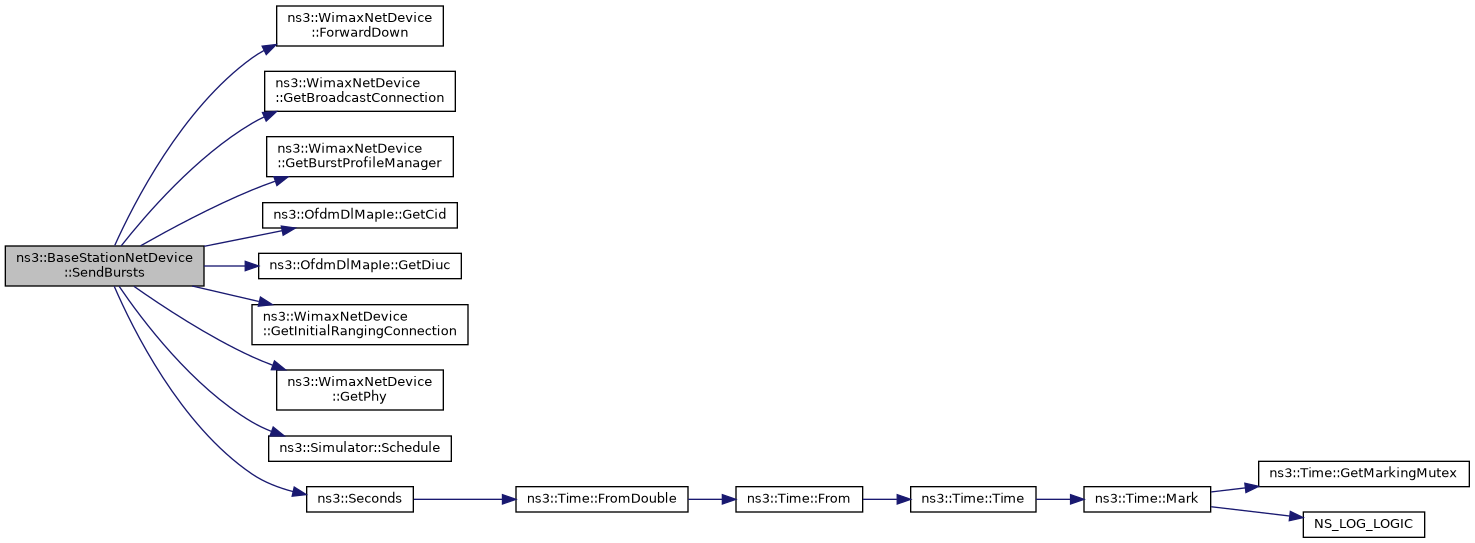 ns3::WimaxNetDevice
::ForwardDown
ns3::WimaxNetDevice
::GetBroadcastConnection
ns3::WimaxNetDevice
::GetBurstProfileManager
ns3::OfdmDlMapIe::GetCid
ns3::BaseStationNetDevice
::SendBursts
ns3::OfdmDlMapIe::GetDiuc
ns3::WimaxNetDevice
::GetInitialRangingConnection
ns3::WimaxNetDevice
::GetPhy
ns3::Simulator::Schedule
ns3::Seconds
ns3::Time::FromDouble
ns3::Time::From
ns3::Time::Time
ns3::Time::Mark
ns3::Time::GetMarkingMutex
NS_LOG_LOGIC